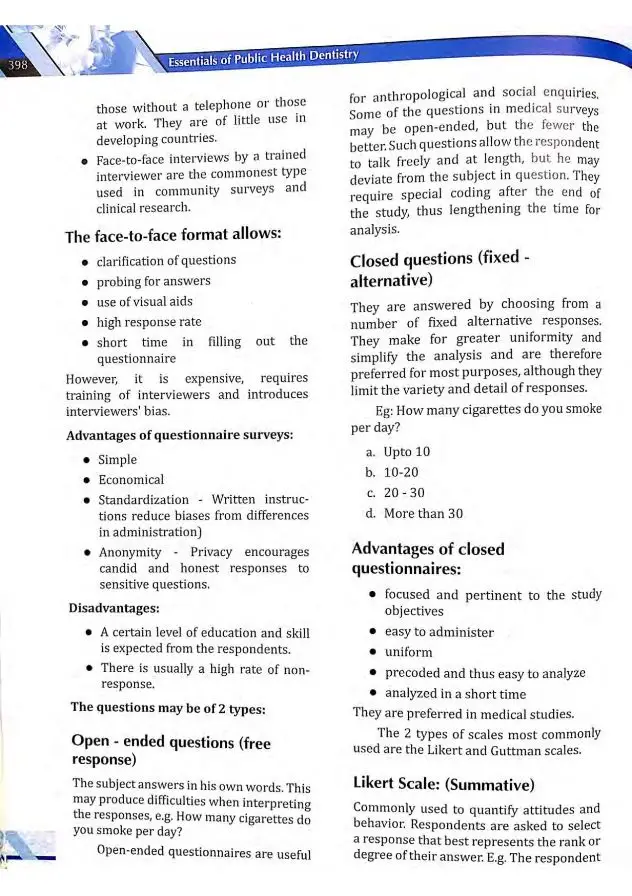 398
Essentials of Public Health Dentistry
those without a telephone or those
at work. They are of little use in
developing countries.
● Face-to-face interviews by a trained
interviewer are the commonest type
used in community surveys and
clinical research.
The face-to-face format allows:
● clarification of questions
● probing for answers
● use of visual aids
● high response rate
● short time in filling out the
questionnaire
However, it is expensive, requires
training of interviewers and introduces
interviewers' bias.
Advantages of questionnaire surveys:
● Simple
● Economical
● Standardization - Written instruc-
tions reduce biases from differences
in administration)
● Anonymity - Privacy encourages
candid and honest responses to
sensitive questions.
Disadvantages:
● A certain level of education and skill
is expected from the respondents.
● There is usually a high rate of non-
response.
The questions may be of 2 types:
Open - ended questions (free
response)
The subject answers in his own words. This
may produce difficulties when interpreting
the responses, e.g. How many cigarettes do
you smoke per day?
Open-ended questionnaires are useful
for anthropological and social enquiries.
Some of the questions in medical surveys
may be open-ended, but the fewer the
better. Such questions allow the respondent
to talk freely and at length, but he may
deviate from the subject in question. They
require special coding after the end of
the study, thus lengthening the time for
analysis.
Closed questions (fixed -
alternative)
They are answered by choosing from a
number of fixed alternative responses.
They make for greater uniformity and
simplify the analysis and are therefore
preferred for most purposes, although they
limit the variety and detail of responses.
Eg: How many cigarettes do you smoke
per day?
a. Upto 10
b. 10-20
c. 20 - 30
d. More than 30
Advantages of closed
questionnaires:
● focused and pertinent to the study
objectives
● easy to administer
● uniform
● precoded and thus easy to analyze
● analyzed in a short time
They are preferred in medical studies.
The 2 types of scales most commonly
used are the Likert and Guttman scales.
Likert Scale: (Summative)
Commonly used to quantify attitudes and
behavior. Respondents are asked to select
a response that best represents the rank or
degree of their answer. E.g. The respondent